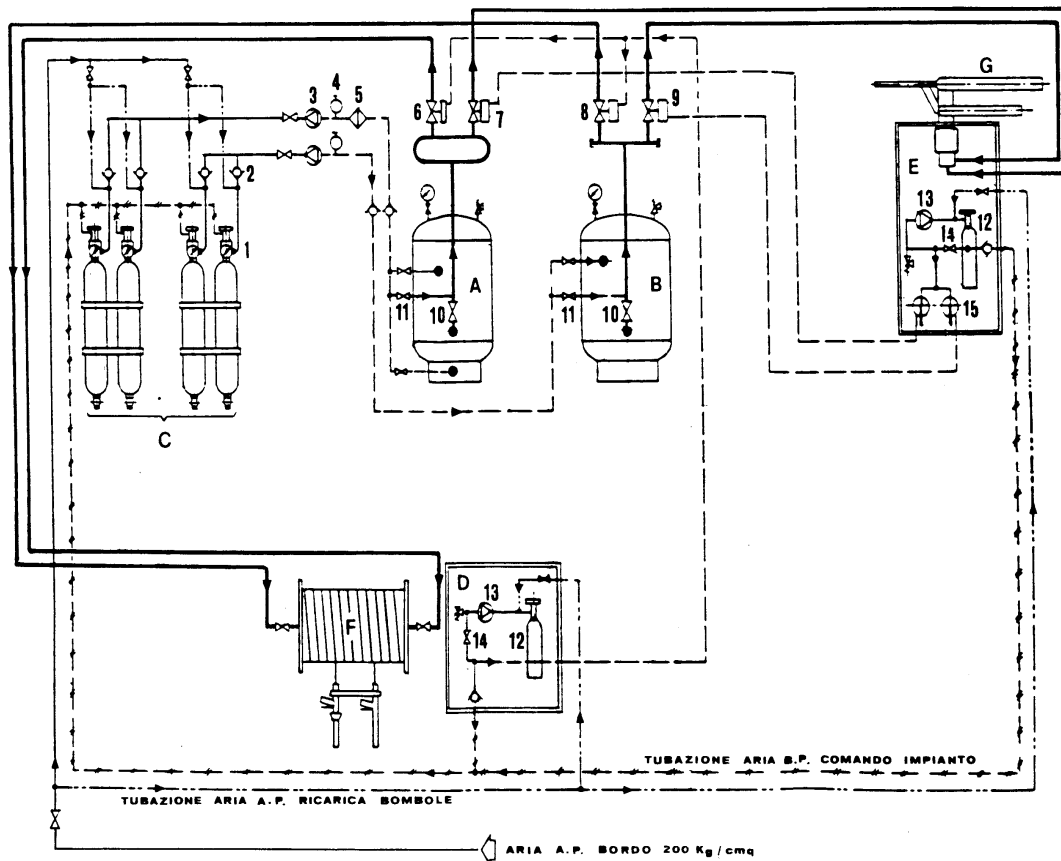 G
3
4
5
6
7
8
9
2
E
13
12
14
15
1
A
B
11
10
11
10
C
D
13
F
14
12
TUBAZIONE ARIA B.P. COMANDO IMPIANTO
TUBAZIONE ARIA A.P. RICARICA BOMBOLE
ARIA A.P. BORDO 200 Kg/cmq